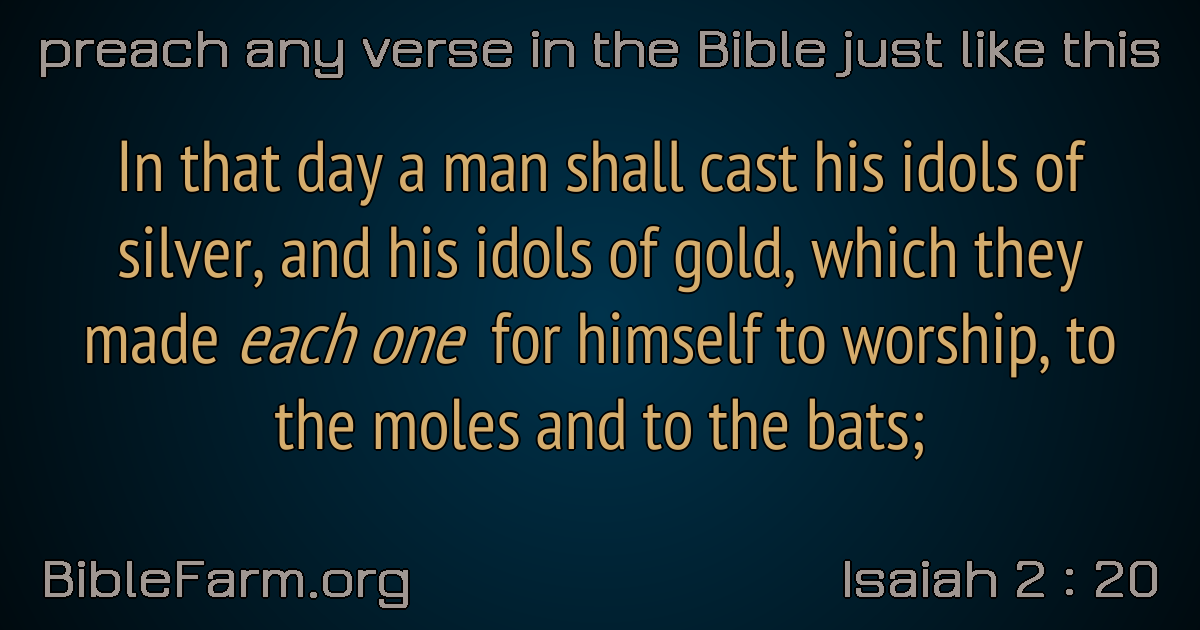 preach any verse in the Bible just like this
In that day a man shall cast his idols of
silver, and his idols of gold, which they
made each one for himself to worship, to
the moles and to the bats;
BibleFarm.org
Isaiah 2 : 20